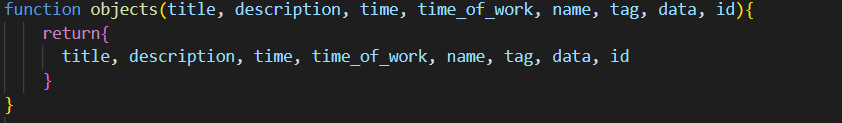 function objects(title, description, time, time_of_work, name, tag, data, id){
return{
title, description, time, time_of_work, name, tag, data, id
}
}